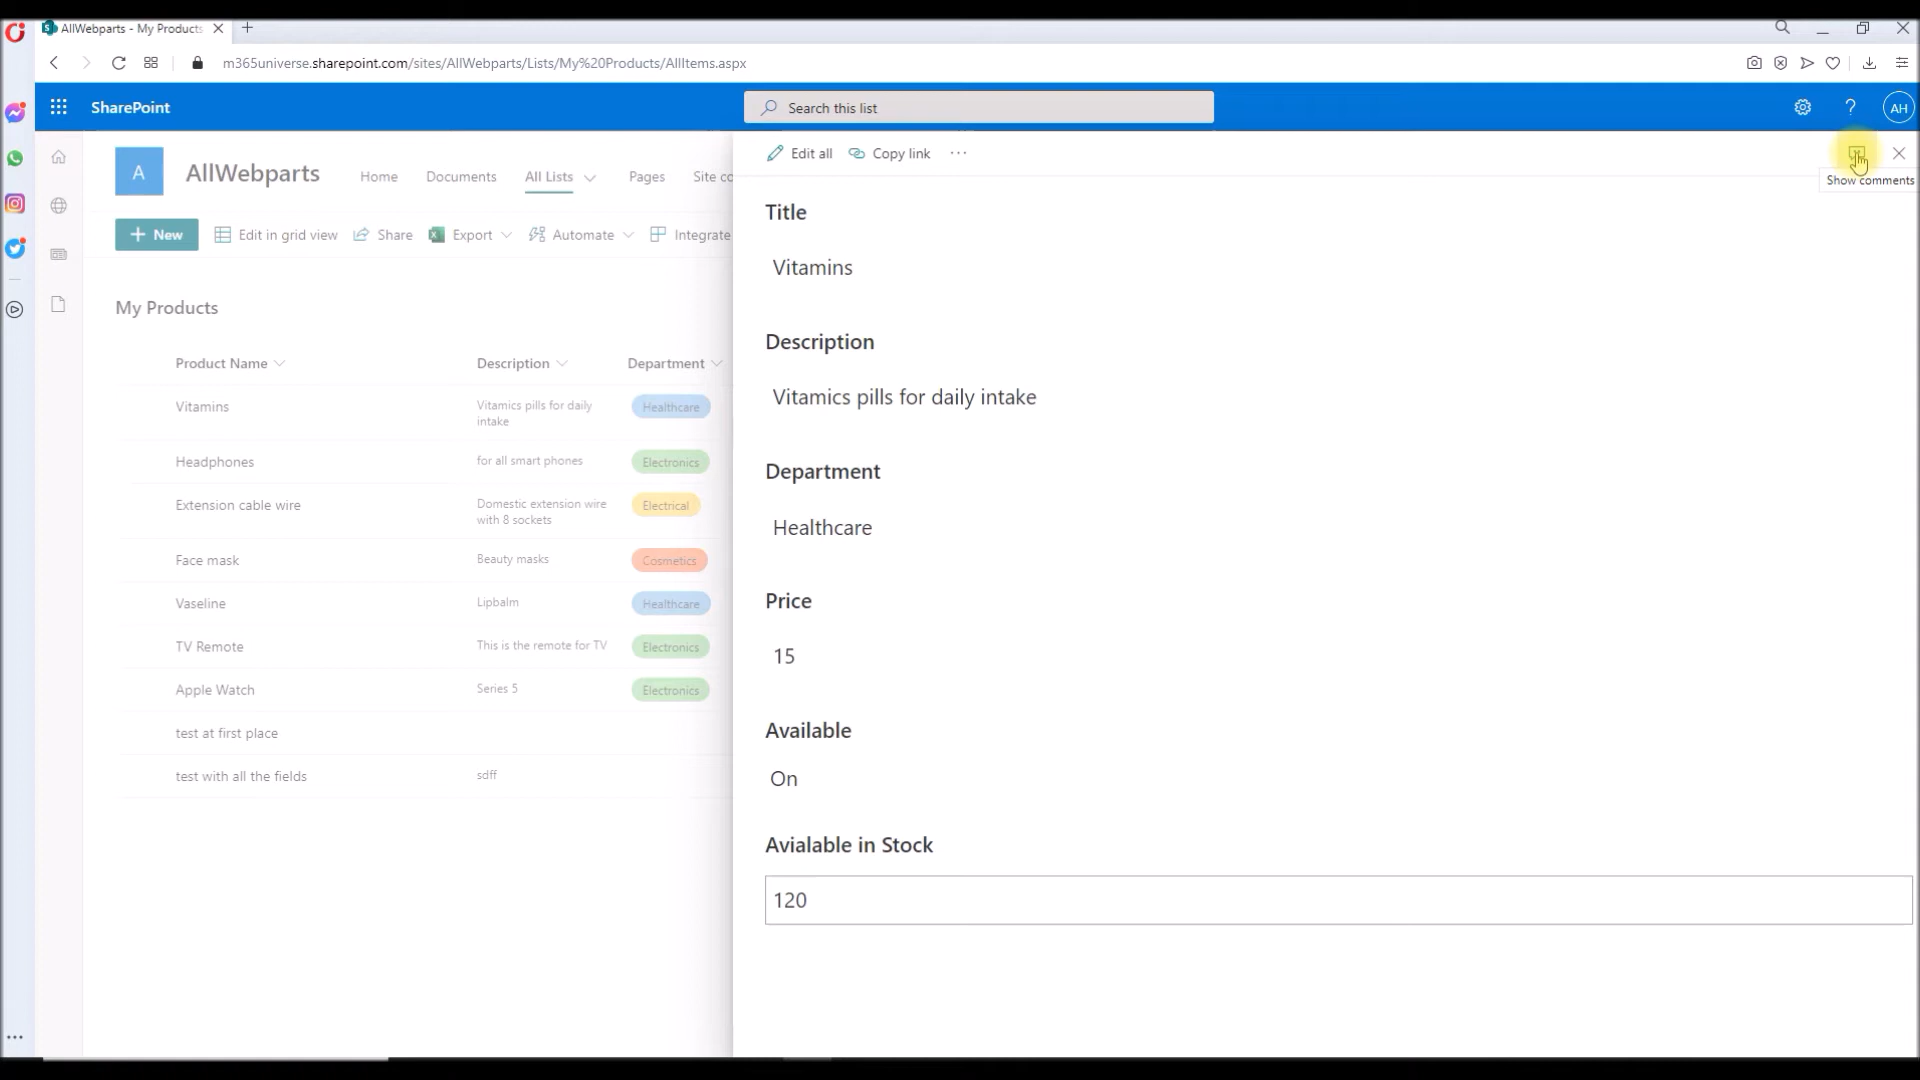 AllWebparts - My Products
m365universe.sharepoint.com/sites/AllWebparts/Lists/My%20Products/AllItems.aspx
SharePoint
Search this list
AH
A
AllWebparts
Home
Documents
All Lists
Pages
Site co
New
Edit in grid view
Share
Export
Automate
Integrate
My Products
Product Name
Description
Department
Vitamins
Vitamics pills for daily
intake
Healthcare
Headphones
for all smart phones
Electronics
Extension cable wire
Domestic extension wire
with 8 sockets
Electrical
Face mask
Beauty masks
Cosmetics
Vaseline
Lipbalm
Healthcare
TV Remote
This is the remote for TV
Electronics
Apple Watch
Series 5
Electronics
test at first place
test with all the fields
sdff
Edit all
Copy link
Show comments
Title
Vitamins
Description
Vitamics pills for daily intake
Department
Healthcare
Price
15
Available
On
Avialable in Stock
120